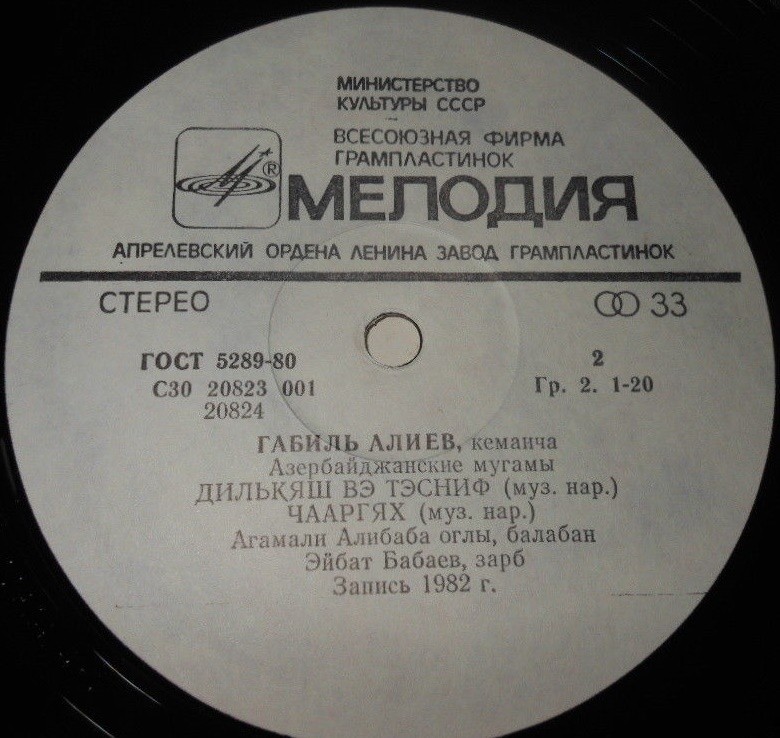 МИНИСТЕРСТВО
КУЛЬТУРЫ СССР
ВСЕСОЮЗНАЯ ФИРМА
ГРАМПЛАСТИНОК
®
МЕЛОДИЯ
АПРЕЛЕВСКИЙ ОРДЕНА ЛЕНИНА ЗАВОД ГРАМПЛАСТИНОК
СТЕРЕО 33
ГОСТ 5289-80 2
С30 20823 001 Гр. 2. 1-20
20824
ГАБИЛЬ АЛИЕВ, кеманча
Азербайджанские мугамы
ДИЛЬКЯШ ВЭ ТЭСНИФ (муз. нар.)
ЧААРГЯХ (муз. нар.)
Агамали Алибаба оглы, балабан
Эйбат Бабаев, зарб
Запись 1982 г.